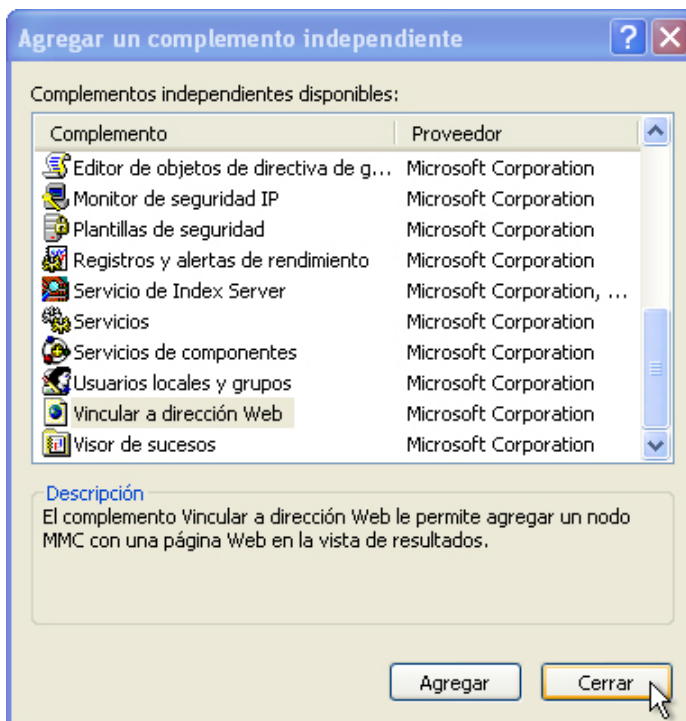 Agregar un complemento independiente
Complementos independientes disponibles:
Complemento Proveedor
Editor de objetos de directiva de g... Microsoft Corporation
Monitor de seguridad IP Microsoft Corporation
Plantillas de seguridad Microsoft Corporation
Registros y alertas de rendimiento Microsoft Corporation
Servicio de Index Server Microsoft Corporation, ...
Servicios Microsoft Corporation
Servicios de componentes Microsoft Corporation
Usuarios locales y grupos Microsoft Corporation
Vincular a dirección Web Microsoft Corporation
Visor de sucesos Microsoft Corporation
Descripción
El complemento Vincular a dirección Web le permite agregar un nodo
MMC con una página Web en la vista de resultados.
Agregar Cerrar